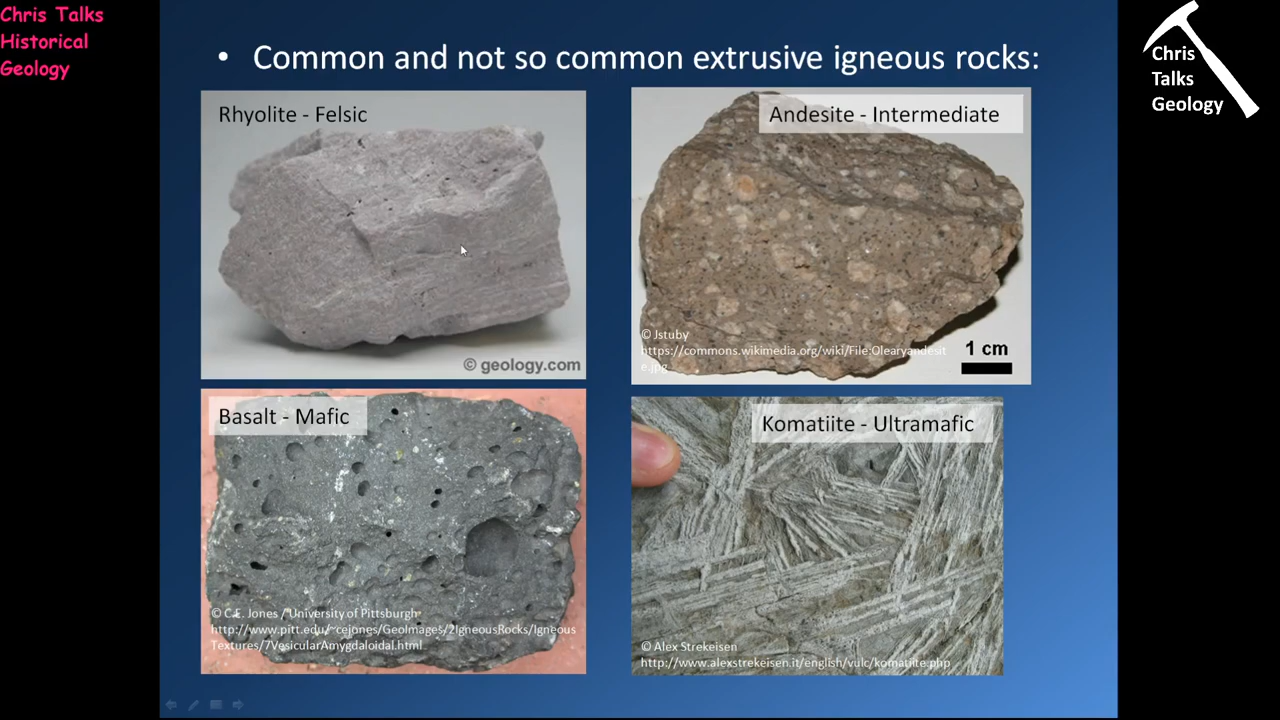 Chris Talks
Historical
Geology
Chris
Talks
Geology
• Common and not so common extrusive igneous rocks:
Rhyolite - Felsic
© geology.com
Andesite - Intermediate
© Jstuby
https://commons.wikimedia.org/wiki/File:Olearyandesit
e.jpg
1 cm
Basalt - Mafic
© C.E. Jones / University of Pittsburgh
http://www.pitt.edu/~cejones/GeoImages/2IgneousRocks/Igneous
Textures/7VesicularAmygdaloidal.html
Komatiite - Ultramafic
© Alex Strekeisen
http://www.alexstrekeisen.it/english/vulc/komatiite.php